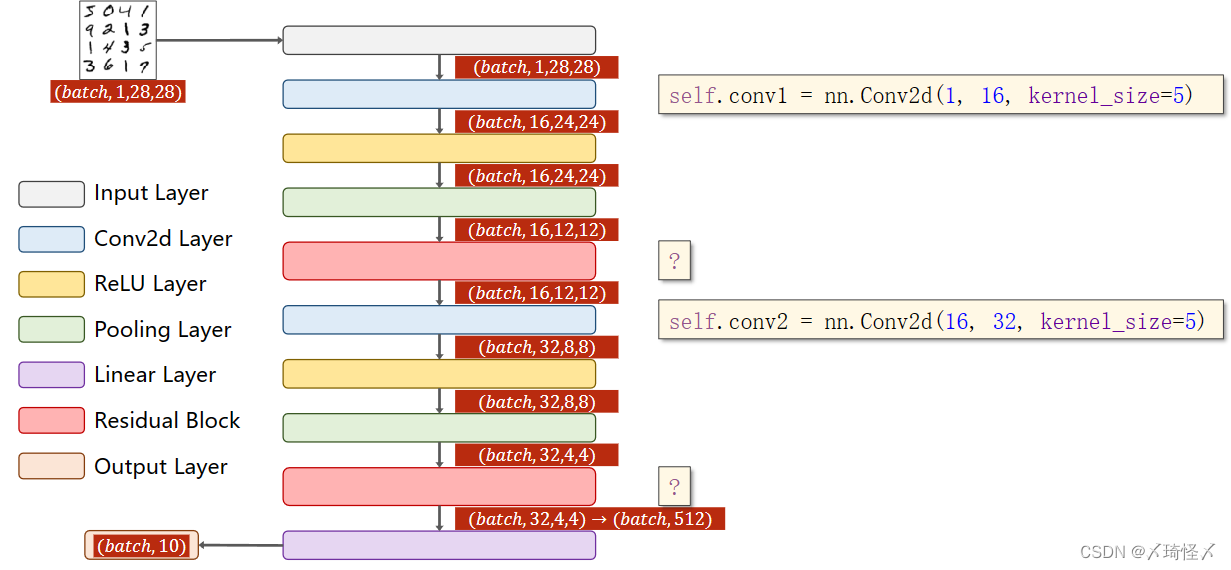 5 0 4 1
9 2 1 3
1 4 3 5
3 6 1 7
(batch, 1,28,28)
(batch, 1,28,28)
self.conv1 = nn.Conv2d(1, 16, kernel_size=5)
(batch, 16,24,24)
(batch, 16,24,24)
Input Layer
(batch, 16,12,12)
Conv2d Layer
?
ReLU Layer
(batch, 16,12,12)
self.conv2 = nn.Conv2d(16, 32, kernel_size=5)
Pooling Layer
(batch, 32,8,8)
Linear Layer
(batch, 32,8,8)
Residual Block
(batch, 32,4,4)
Output Layer
?
(batch, 32,4,4) → (batch, 512)
(batch, 10)
CSDN @〆琦怪〆